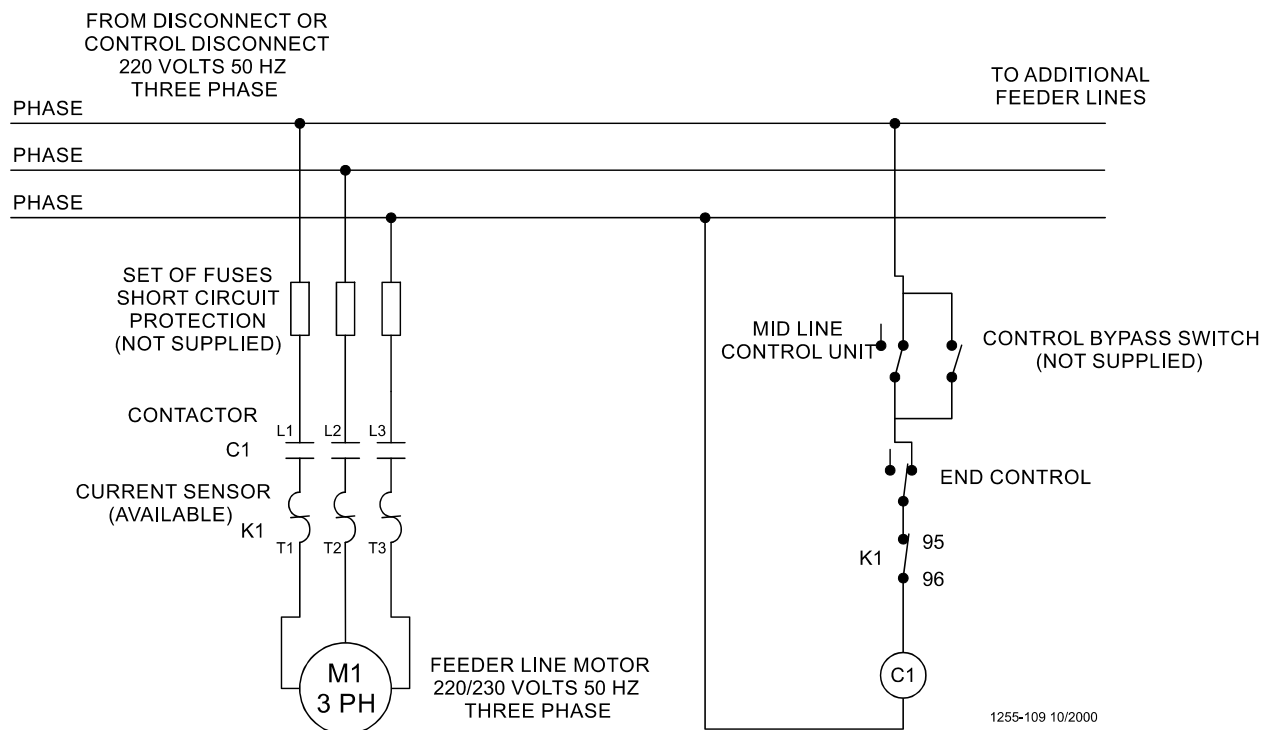 FROM DISCONNECT OR
CONTROL DISCONNECT
220 VOLTS 50 HZ
THREE PHASE
TO ADDITIONAL
FEEDER LINES
PHASE
PHASE
PHASE
SET OF FUSES
SHORT CIRCUIT
PROTECTION
(NOT SUPPLIED)
MID LINE
CONTROL UNIT
CONTROL BYPASS SWITCH
(NOT SUPPLIED)
CONTACTOR
C1
L1
L2
L3
CURRENT SENSOR
(AVAILABLE)
K1
T1
T2
T3
END CONTROL
K1
95
96
M1
3 PH
FEEDER LINE MOTOR
220/230 VOLTS 50 HZ
THREE PHASE
C1
1255-109 10/2000